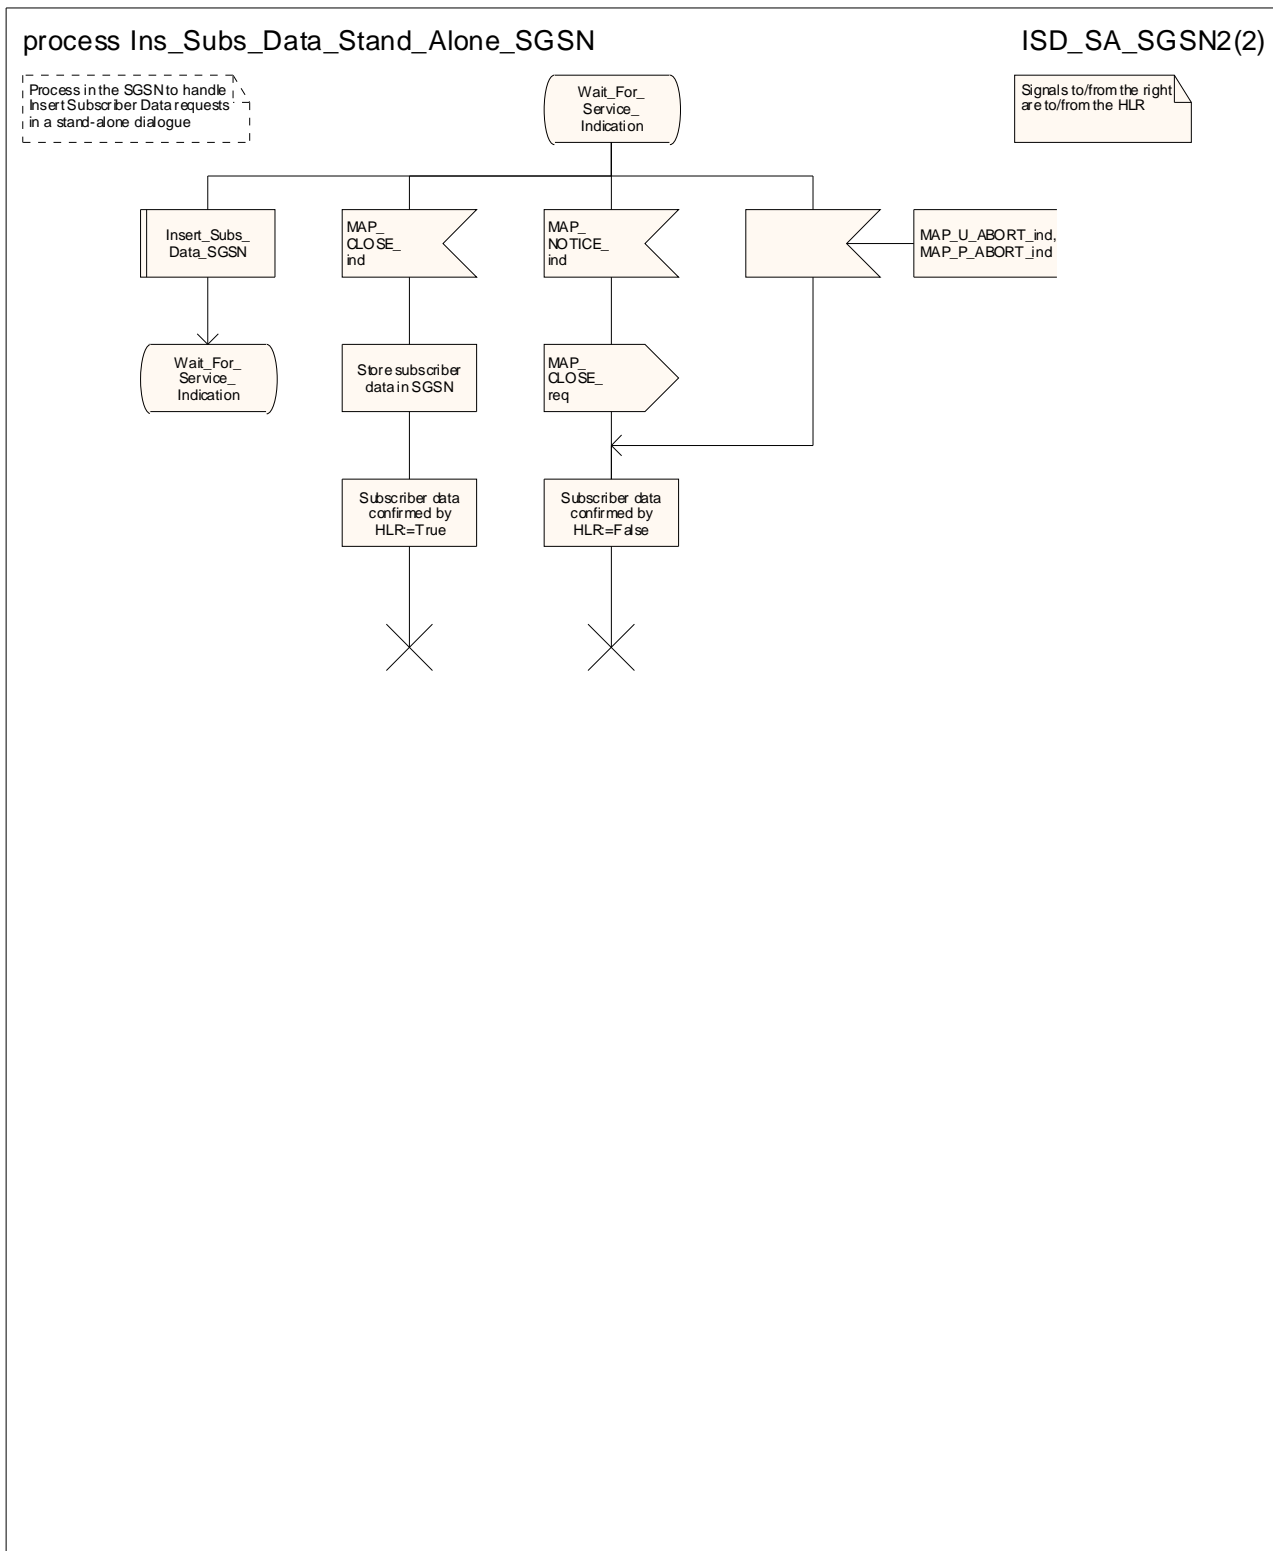 process Ins_Subs_Data_Stand_Alone_SGSN
ISD_SA_SGSN2(2)
Process in the SGSN to handle
Insert Subscriber Data requests
in a stand-alone dialogue
Wait_For_
Service_
Indication
Signals to/from the right
are to/from the HLR
Insert_Subs_
Data_SGSN
MAP_
CLOSE_
ind
MAP_
NOTICE_
ind
MAP_U_ABORT_ind,
MAP_P_ABORT_ind
Wait_For_
Service_
Indication
Store subscriber
data in SGSN
MAP_
CLOSE_
req
Subscriber data
confirmed by
HLR:=True
Subscriber data
confirmed by
HLR:=False